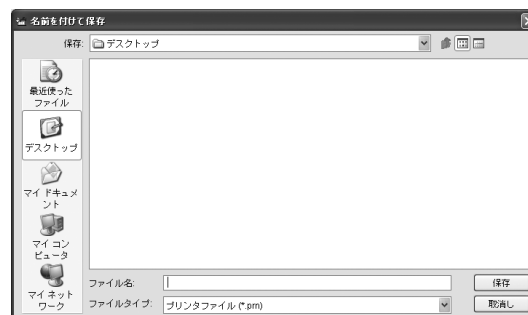 名前を付けて保存
保存:
デスクトップ
最近使った
ファイル
デスクトップ
マイ ドキュメ
ント
マイ コン
ピュータ
マイ ネット
ワーク
ファイル名:
保存
ファイルタイプ:
プリンタファイル (*.prn)
取消し